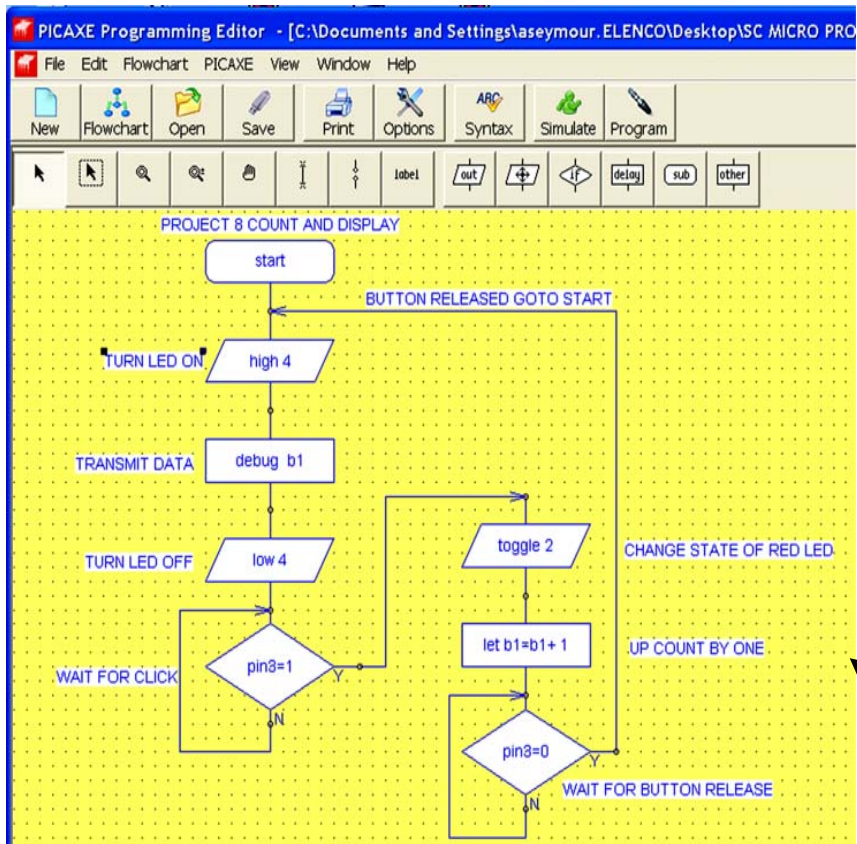 PICAXE Programming Editor - [C:\Documents and Settings\aseymour.ELENCO\Desktop\SC MICRO PRO
File Edit Flowchart PICAXE View Window Help
New Flowchart Open Save Print Options Syntax Simulate Program
ABC
label out if delay sub other
PROJECT 8 COUNT AND DISPLAY
start
BUTTON RELEASED GOTO START
TURN LED ON
high 4
TRANSMIT DATA
debug b1
TURN LED OFF
low 4
WAIT FOR CLICK
pin3=1
Y
N
toggle 2
CHANGE STATE OF RED LED
let b1=b1+ 1
UP COUNT BY ONE
pin3=0
Y
N
WAIT FOR BUTTON RELEASE